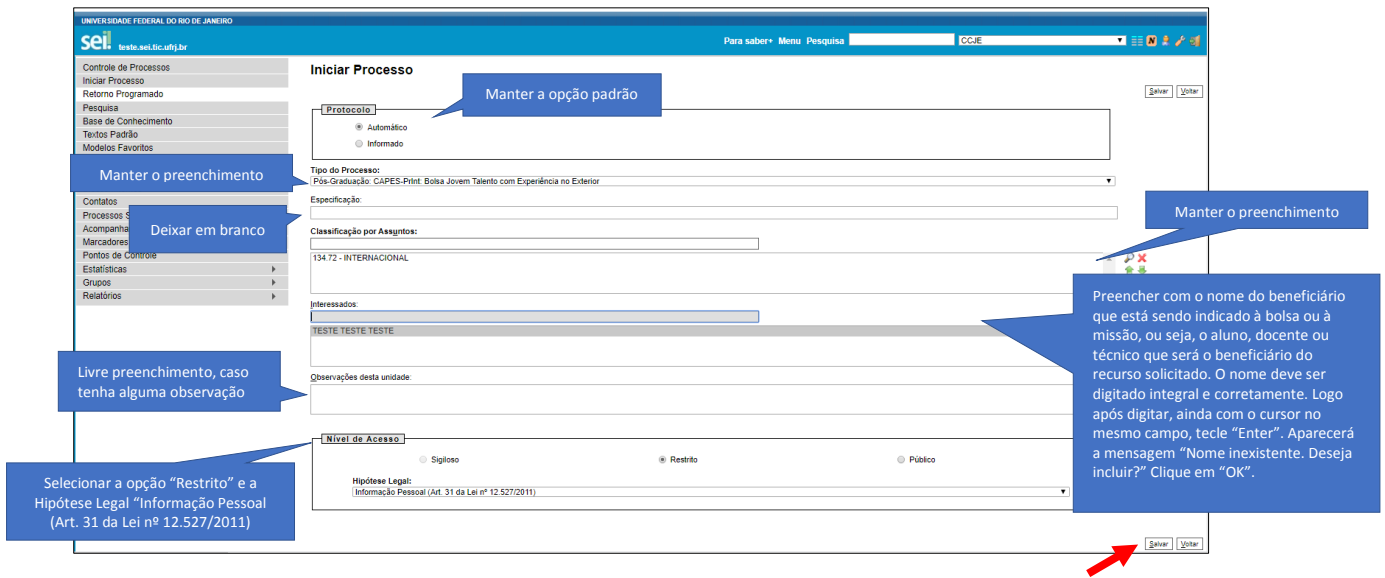 UNIVERSIDADE FEDERAL DO RIO DE JANEIRO
sei! teste.sei.tic.ufrj.br
Para saber+ Menu Pesquisa
CCJE
Controle de Processos
Iniciar Processo
Retorno Programado
Pesquisa
Base de Conhecimento
Textos Padrão
Modelos Favoritos
Contatos
Processos S
Acompanha
Marcadores
Pontos de Controle
Estatísticas
Grupos
Relatórios
Iniciar Processo
Salvar Voltar
Manter a opção padrão
Protocolo
Automático
Informado
Manter o preenchimento
Tipo do Processo:
Pós-Graduação: CAPES-PrInt: Bolsa Jovem Talento com Experiência no Exterior
Deixar em branco
Especificação:
Manter o preenchimento
Classificação por Assuntos:
134.72 - INTERNACIONAL
Interessados:
TESTE TESTE TESTE
Preencher com o nome do beneficiário
que está sendo indicado à bolsa ou à
missão, ou seja, o aluno, docente ou
técnico que será o beneficiário do
recurso solicitado. O nome deve ser
digitado integral e corretamente. Logo
após digitar, ainda com o cursor no
mesmo campo, tecle “Enter”. Aparecerá
a mensagem “Nome inexistente. Deseja
incluir?” Clique em “OK”.
Livre preenchimento, caso
tenha alguma observação
Observações desta unidade:
Nível de Acesso
Sigiloso
Restrito
Público
Hipótese Legal:
Informação Pessoal (Art. 31 da Lei nº 12.527/2011)
Selecionar a opção “Restrito” e a
Hipótese Legal “Informação Pessoal
(Art. 31 da Lei nº 12.527/2011)
Salvar Voltar